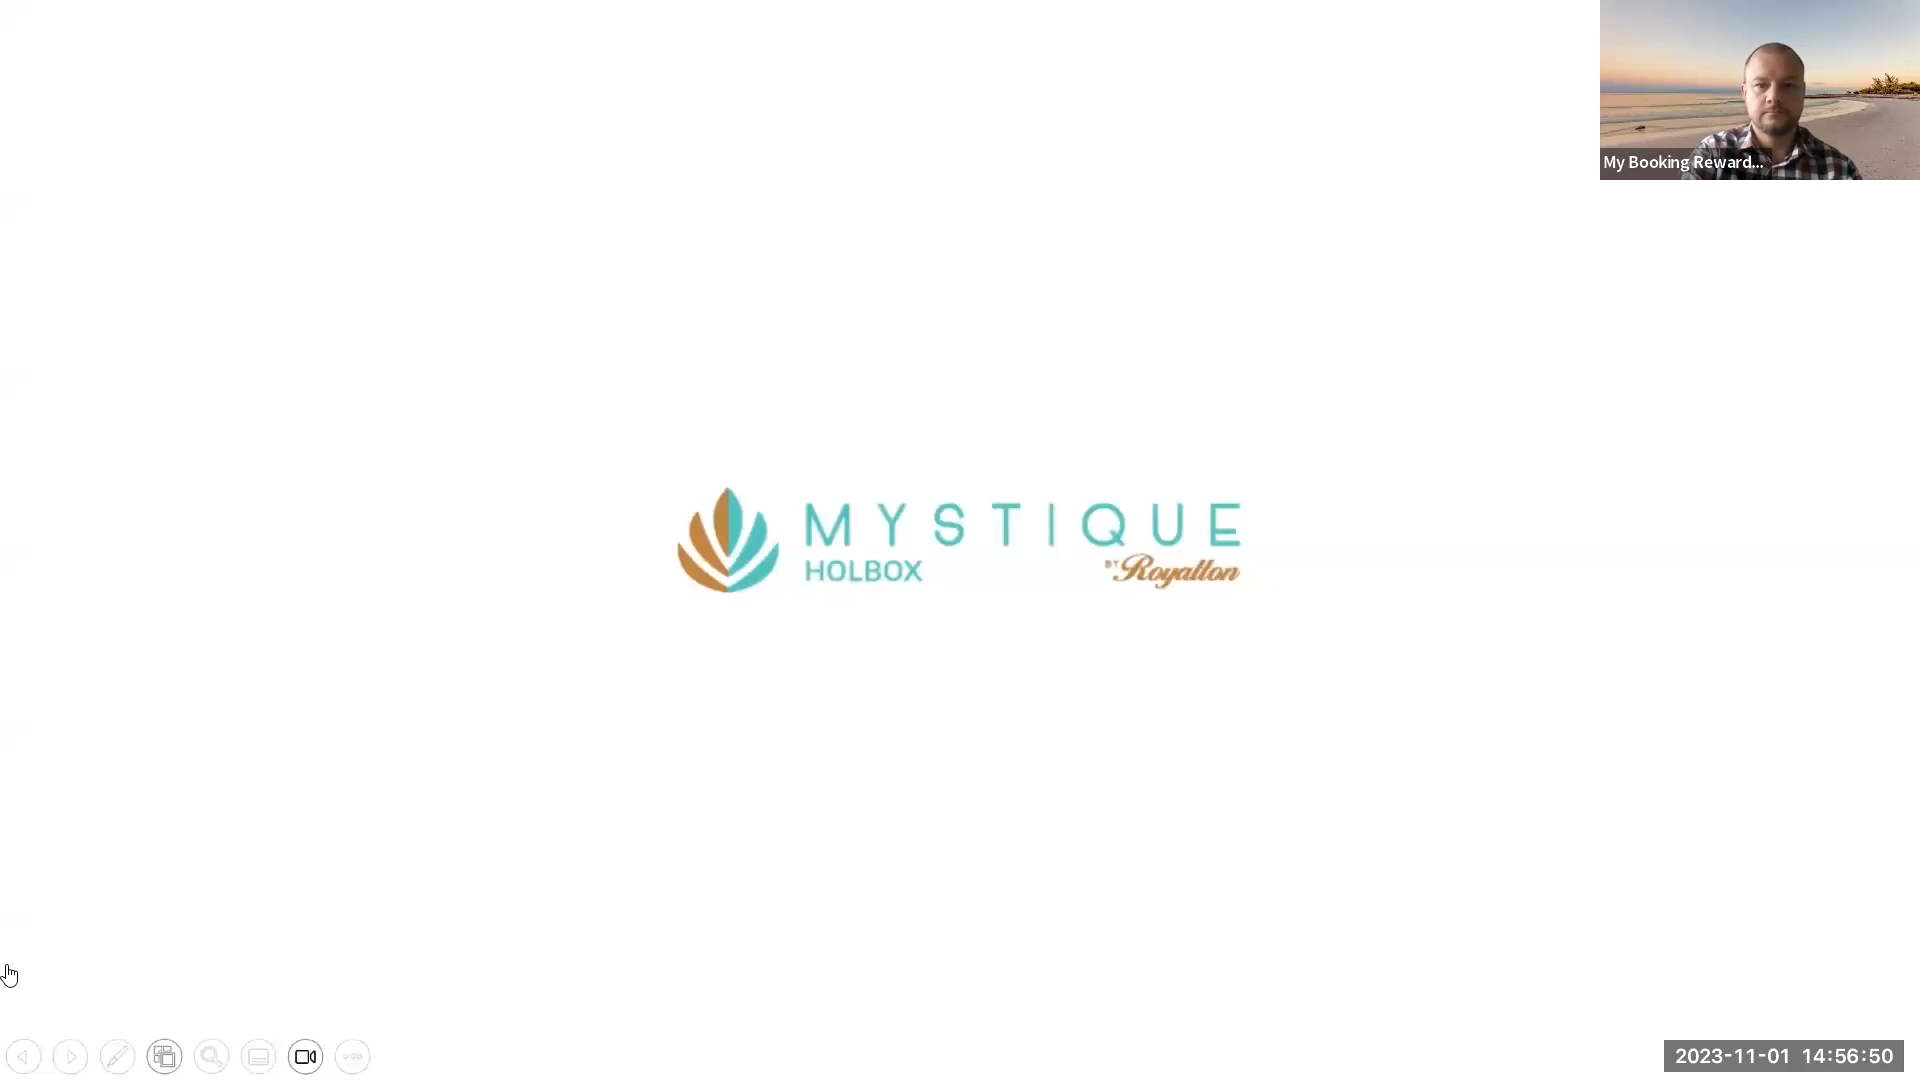 My Booking Reward...
MYSTIQUE
HOLBOX
BY Royalton
2023-11-01 14:56:50